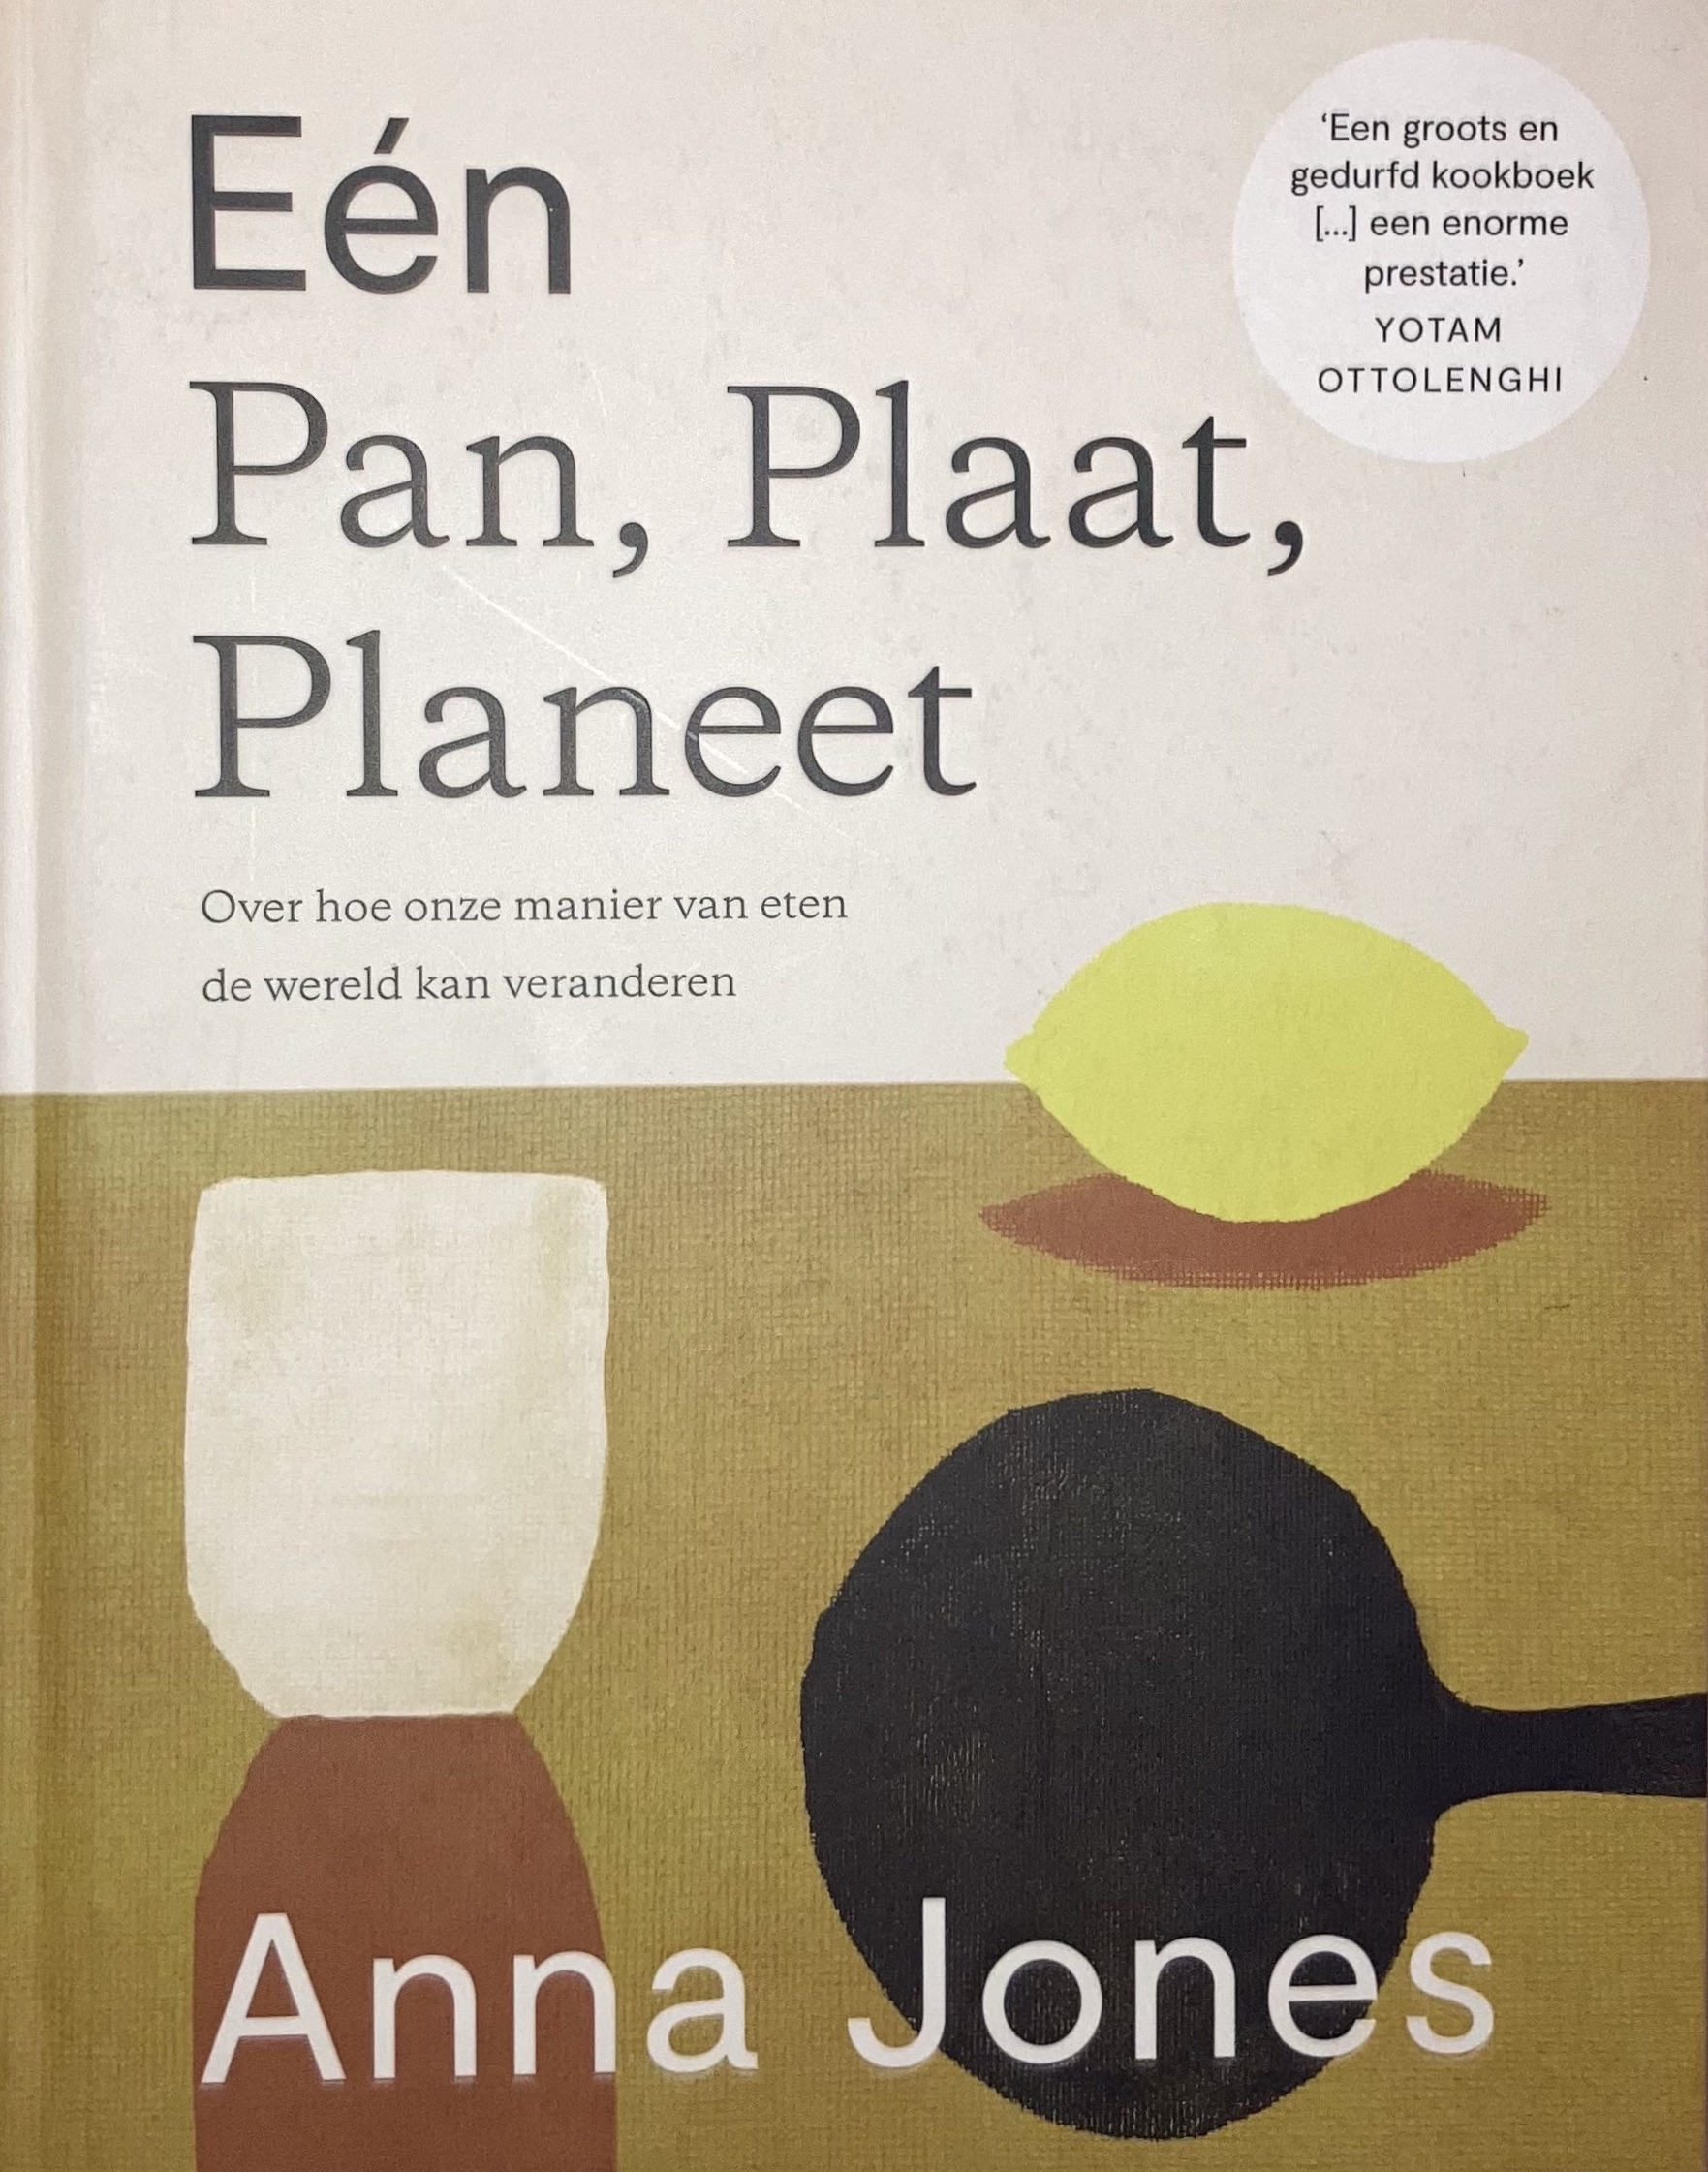 Eén
Pan, Plaat,
Planeet
Over hoe onze manier van eten
de wereld kan veranderen
‘Een groots en
gedurfd kookboek
[...] een enorme
prestatie.’
YOTAM
OTTOLENGHI
Anna Jones